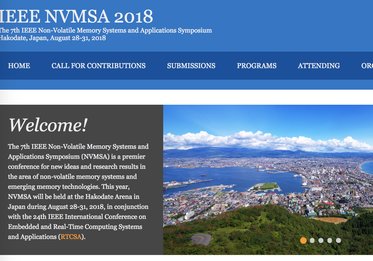 IEEE NVMSA 2018
The 7th IEEE Non-Volatile Memory Systems and Applications Symposium
Hakodate, Japan, August 28-31, 2018
HOME CALL FOR CONTRIBUTIONS SUBMISSIONS PROGRAMS ATTENDING
Welcome!
The 7th IEEE Non-Volatile Memory Systems and
Applications Symposium (NVMSA) is a premier
conference for new ideas and research results in
the area of non-volatile memory systems and
emerging memory technologies. This year,
NVMSA will be held at the Hakodate Arena in
Japan during August 28-31, 2018, in conjunction
with the 24th IEEE International Conference on
Embedded and Real-Time Computing Systems
and Applications (RTCSA).